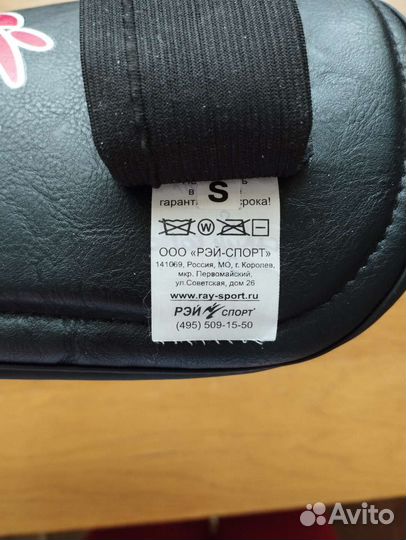 S
в
гарант рока!
W
ООО «РЭЙ-СПОРТ»
141069, Россия, МО, г. Королев,
мкр. Первомайский,
ул.Советская, дом 26
www.ray-sport.ru
РЭЙ СПОРТ
(495) 509-15-50
Avito